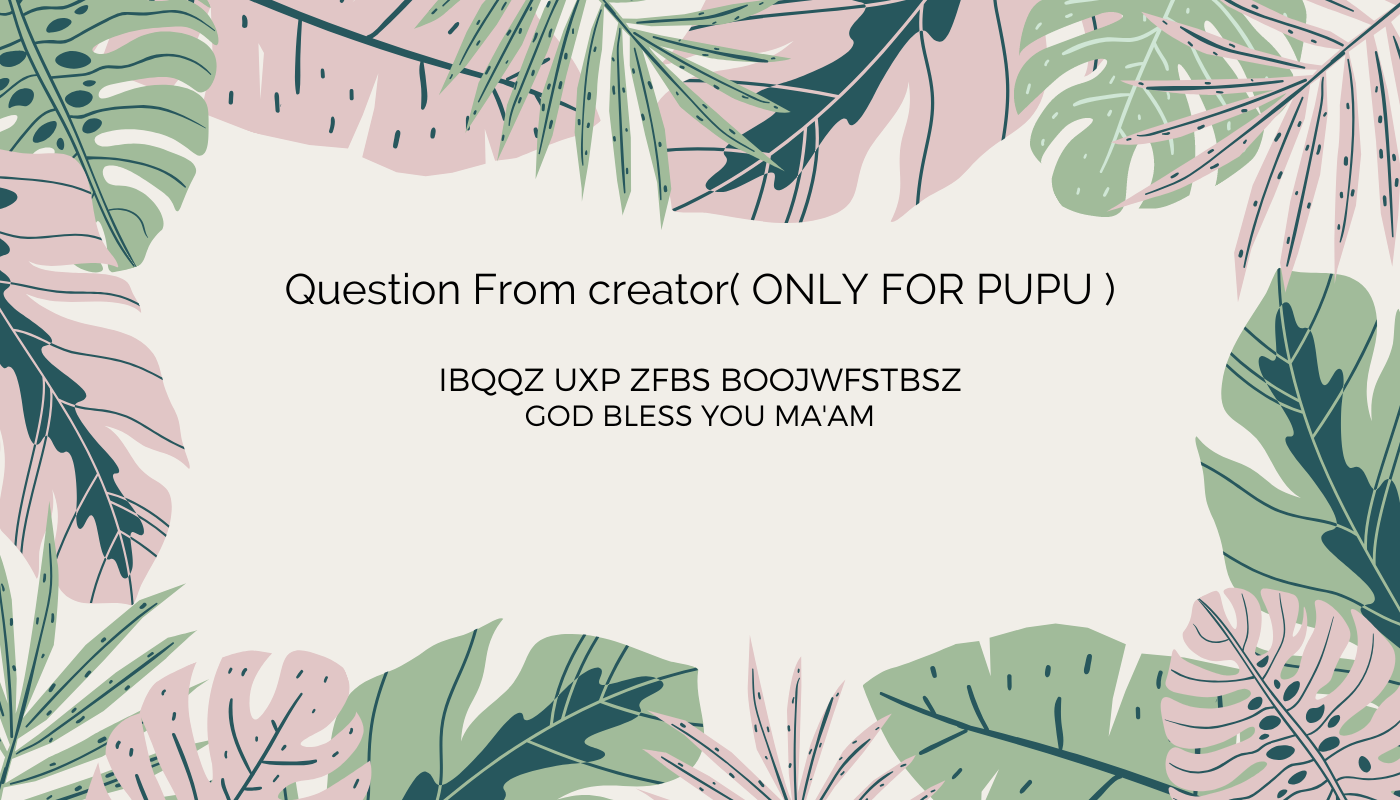 Question From creator( ONLY FOR PUPU )
IBQQZ UXP ZFBS BOOJWFSTBSZ
GOD BLESS YOU MA'AM